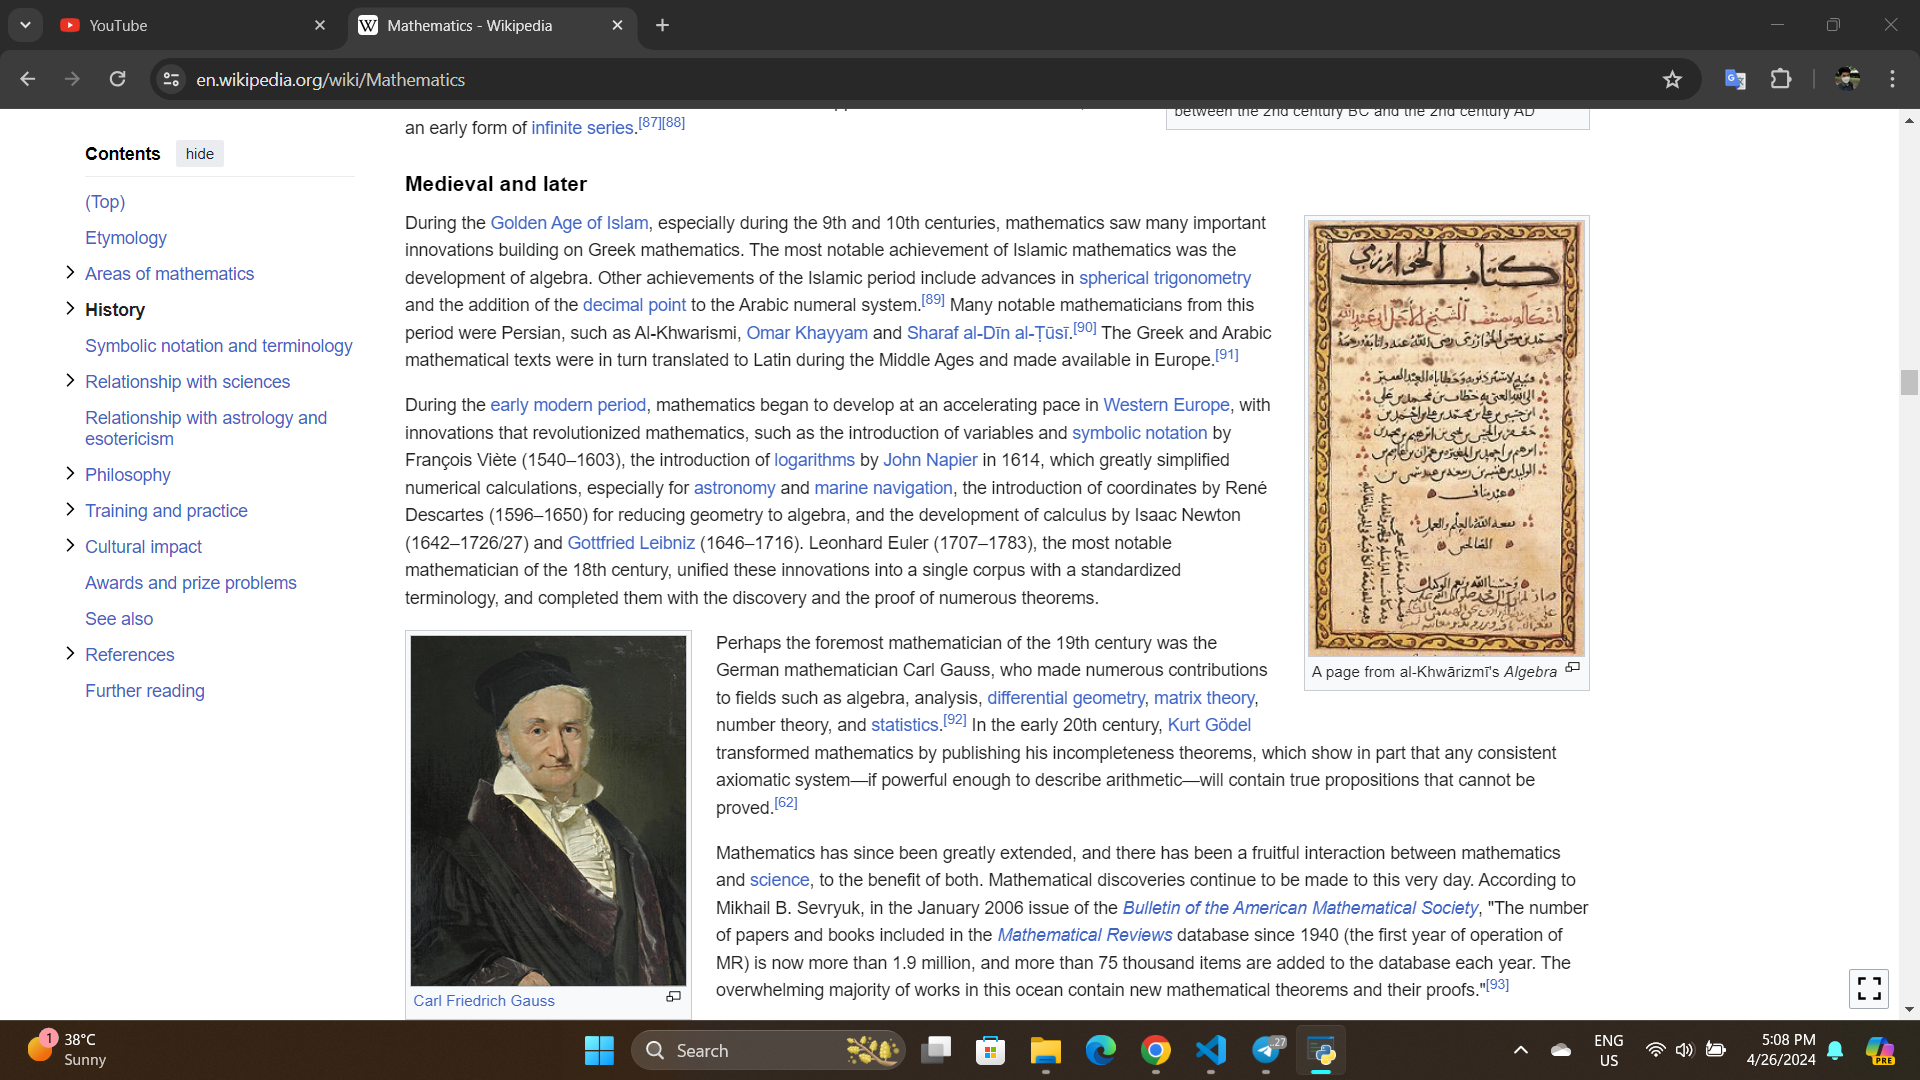 YouTube
Mathematics - Wikipedia
en.wikipedia.org/wiki/Mathematics
between the 2nd century BC and the 2nd century AD
an early form of infinite series.[87][88]
Contents hide
(Top)
Etymology
Areas of mathematics
History
Symbolic notation and terminology
Relationship with sciences
Relationship with astrology and
esotericism
Philosophy
Training and practice
Cultural impact
Awards and prize problems
See also
References
Further reading
Medieval and later
During the Golden Age of Islam, especially during the 9th and 10th centuries, mathematics saw many important
innovations building on Greek mathematics. The most notable achievement of Islamic mathematics was the
development of algebra. Other achievements of the Islamic period include advances in spherical trigonometry
and the addition of the decimal point to the Arabic numeral system.[89] Many notable mathematicians from this
period were Persian, such as Al-Khwarismi, Omar Khayyam and Sharaf al-Dīn al-Ṭūsī.[90] The Greek and Arabic
mathematical texts were in turn translated to Latin during the Middle Ages and made available in Europe.[91]
During the early modern period, mathematics began to develop at an accelerating pace in Western Europe, with
innovations that revolutionized mathematics, such as the introduction of variables and symbolic notation by
François Viète (1540–1603), the introduction of logarithms by John Napier in 1614, which greatly simplified
numerical calculations, especially for astronomy and marine navigation, the introduction of coordinates by René
Descartes (1596–1650) for reducing geometry to algebra, and the development of calculus by Isaac Newton
(1642–1726/27) and Gottfried Leibniz (1646–1716). Leonhard Euler (1707–1783), the most notable
mathematician of the 18th century, unified these innovations into a single corpus with a standardized
terminology, and completed them with the discovery and the proof of numerous theorems.
كتاب الخوارزمي
A page from al-Khwārizmī's Algebra
Perhaps the foremost mathematician of the 19th century was the
German mathematician Carl Gauss, who made numerous contributions
to fields such as algebra, analysis, differential geometry, matrix theory,
number theory, and statistics.[92] In the early 20th century, Kurt Gödel
transformed mathematics by publishing his incompleteness theorems, which show in part that any consistent
axiomatic system—if powerful enough to describe arithmetic—will contain true propositions that cannot be
proved.[62]
Mathematics has since been greatly extended, and there has been a fruitful interaction between mathematics
and science, to the benefit of both. Mathematical discoveries continue to be made to this very day. According to
Mikhail B. Sevryuk, in the January 2006 issue of the Bulletin of the American Mathematical Society, "The number
of papers and books included in the Mathematical Reviews database since 1940 (the first year of operation of
MR) is now more than 1.9 million, and more than 75 thousand items are added to the database each year. The
overwhelming majority of works in this ocean contain new mathematical theorems and their proofs."[93]
Carl Friedrich Gauss
1
38°C
Sunny
Search
27
ENG
US
5:08 PM
4/26/2024
PRE